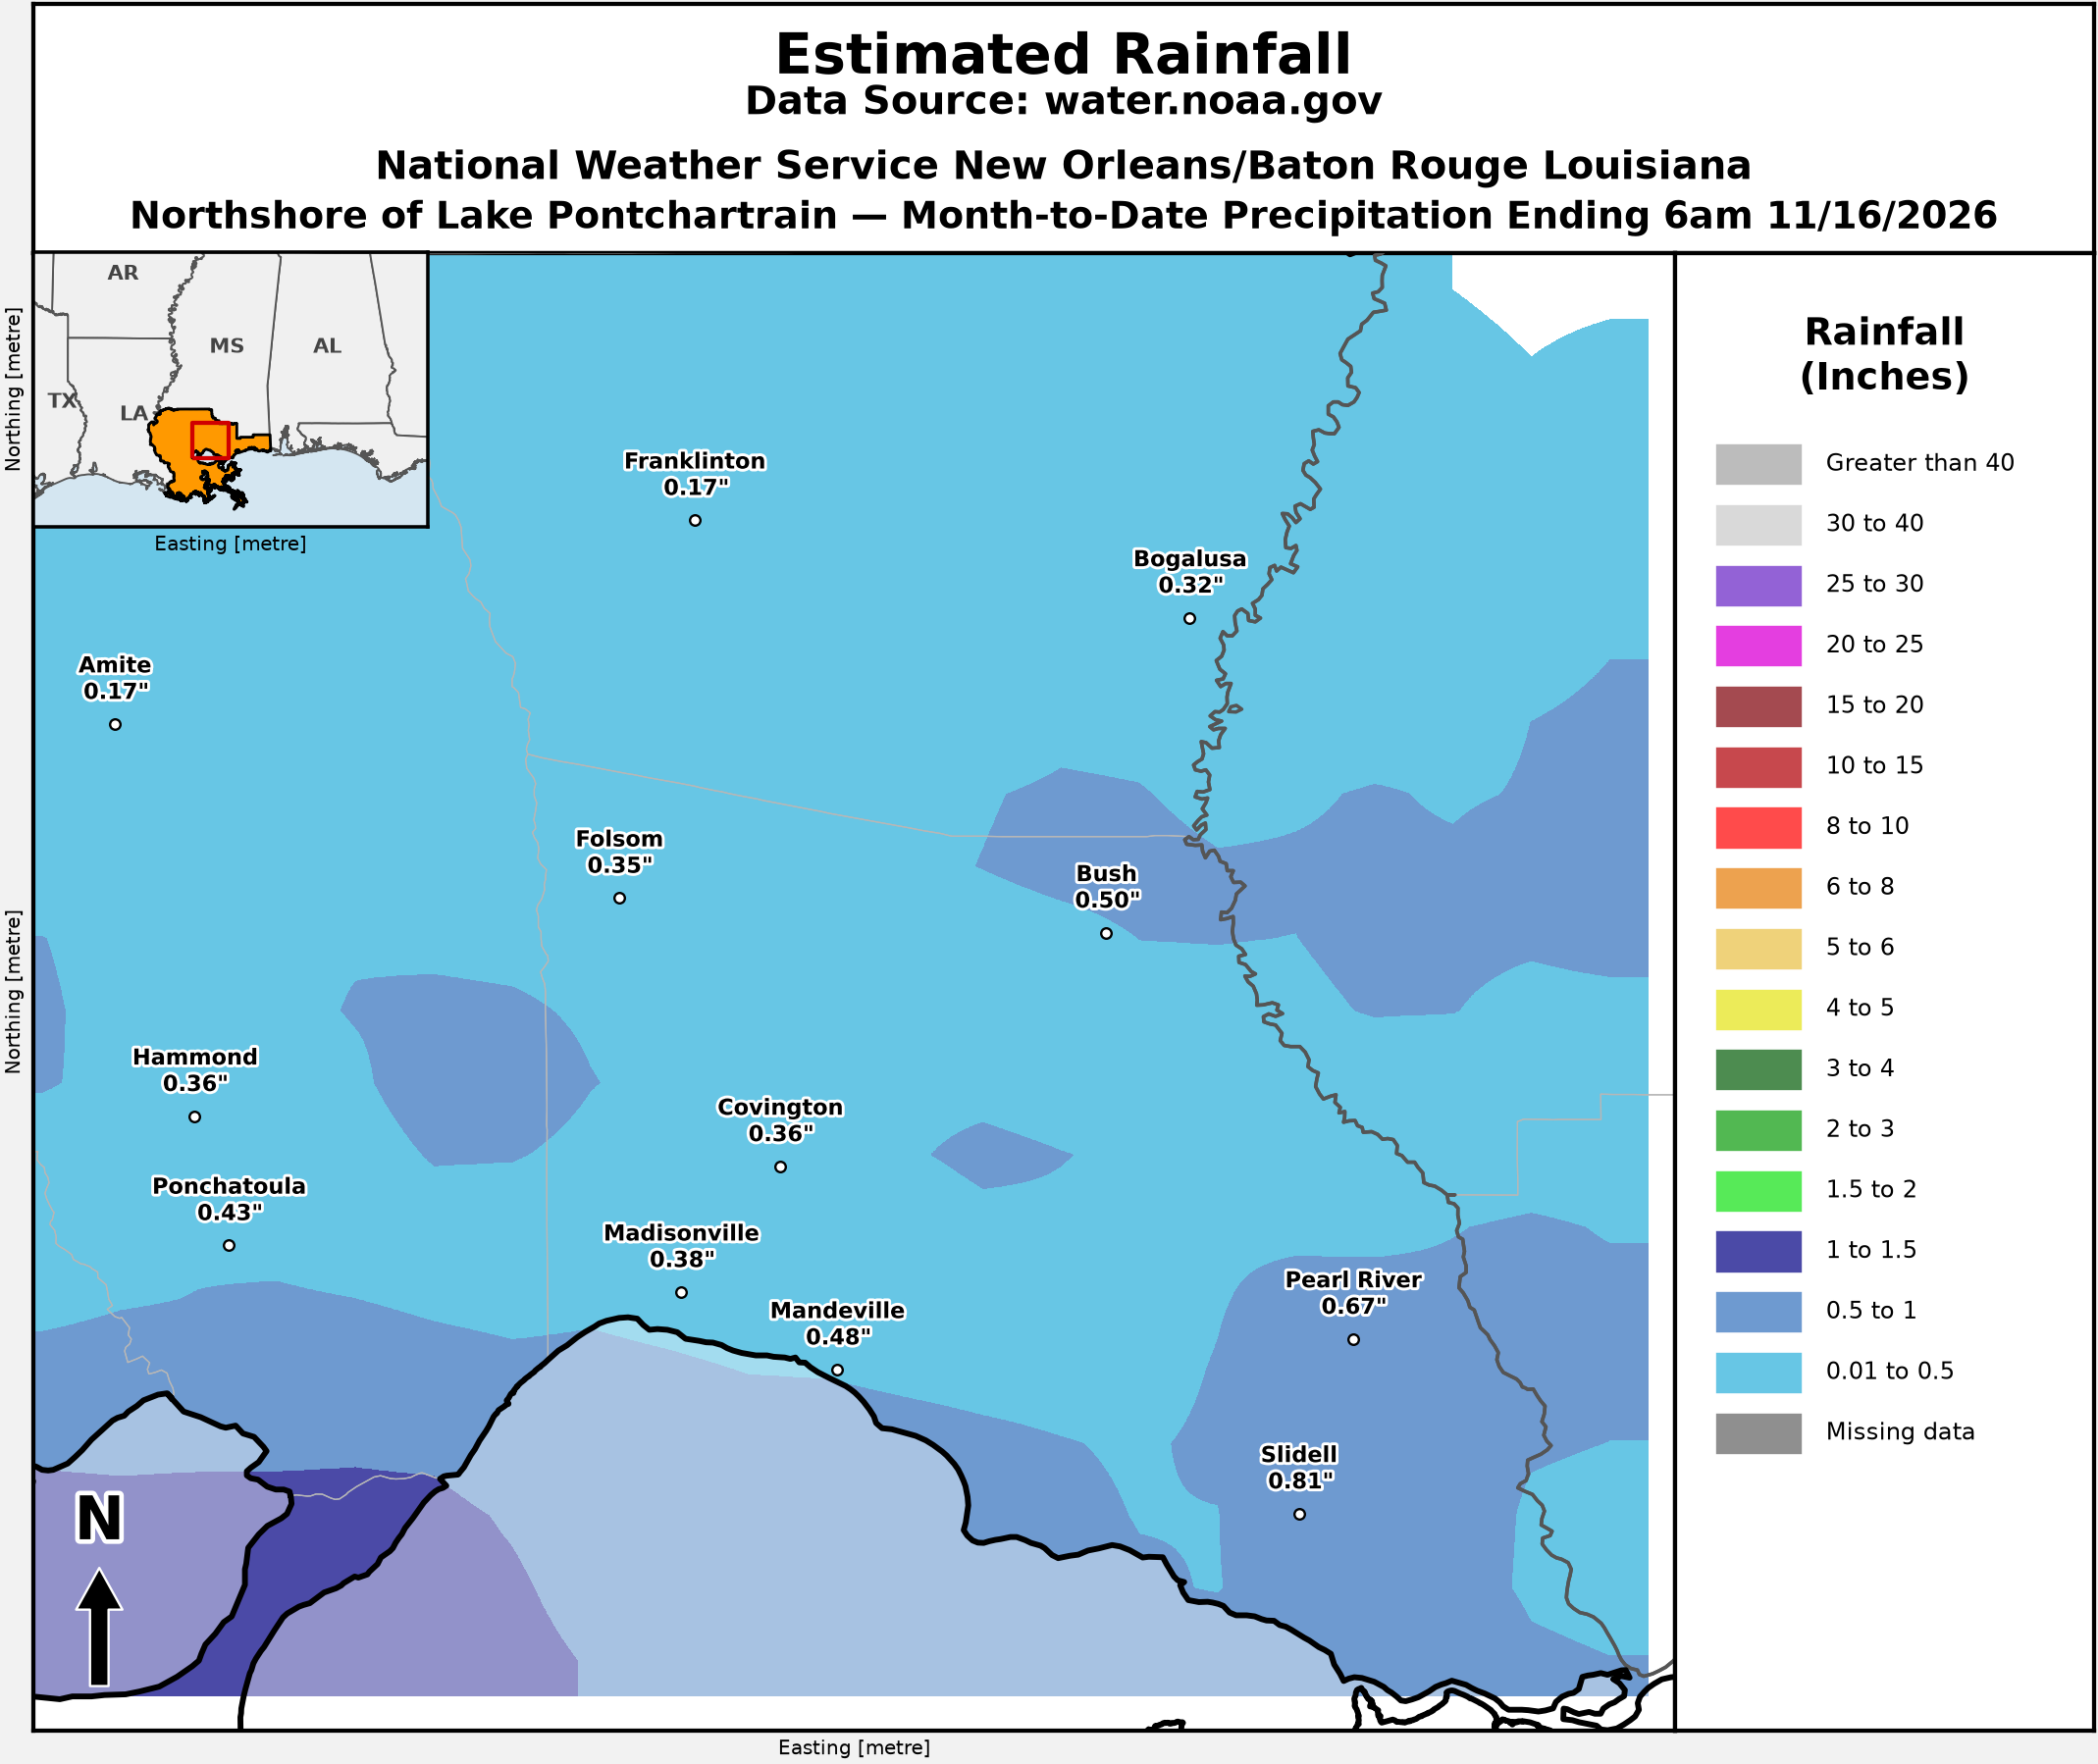 Estimated Rainfall
Data Source: water.noaa.gov
National Weather Service New Orleans/Baton Rouge Louisiana
Northshore of Lake Pontchartrain — Month-to-Date Precipitation Ending 6am 11/16/2026
Northing [metre]
AR
MS
AL
TX
LA
Easting [metre]
Franklinton
0.17"
Bogalusa
0.32"
Amite
0.17"
Folsom
0.35"
Bush
0.50"
Northing [metre]
Hammond
0.36"
Covington
0.36"
Ponchatoula
0.43"
Madisonville
0.38"
Mandeville
0.48"
Pearl River
0.67"
Slidell
0.81"
N
Easting [metre]
Rainfall
(Inches)
Greater than 40
30 to 40
25 to 30
20 to 25
15 to 20
10 to 15
8 to 10
6 to 8
5 to 6
4 to 5
3 to 4
2 to 3
1.5 to 2
1 to 1.5
0.5 to 1
0.01 to 0.5
Missing data